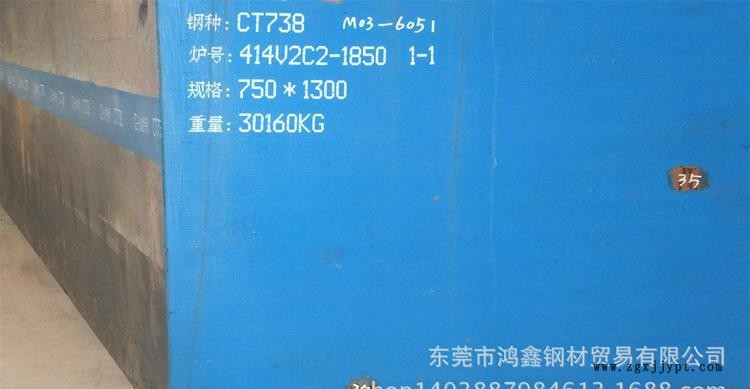 钢种: CT738 M03-6051
炉号: 414V2C2-1850 1-1
规格: 750*1300
重量: 30160KG
35
东莞市鸿鑫钢材贸易有限公司
www.zgxjjypt.com